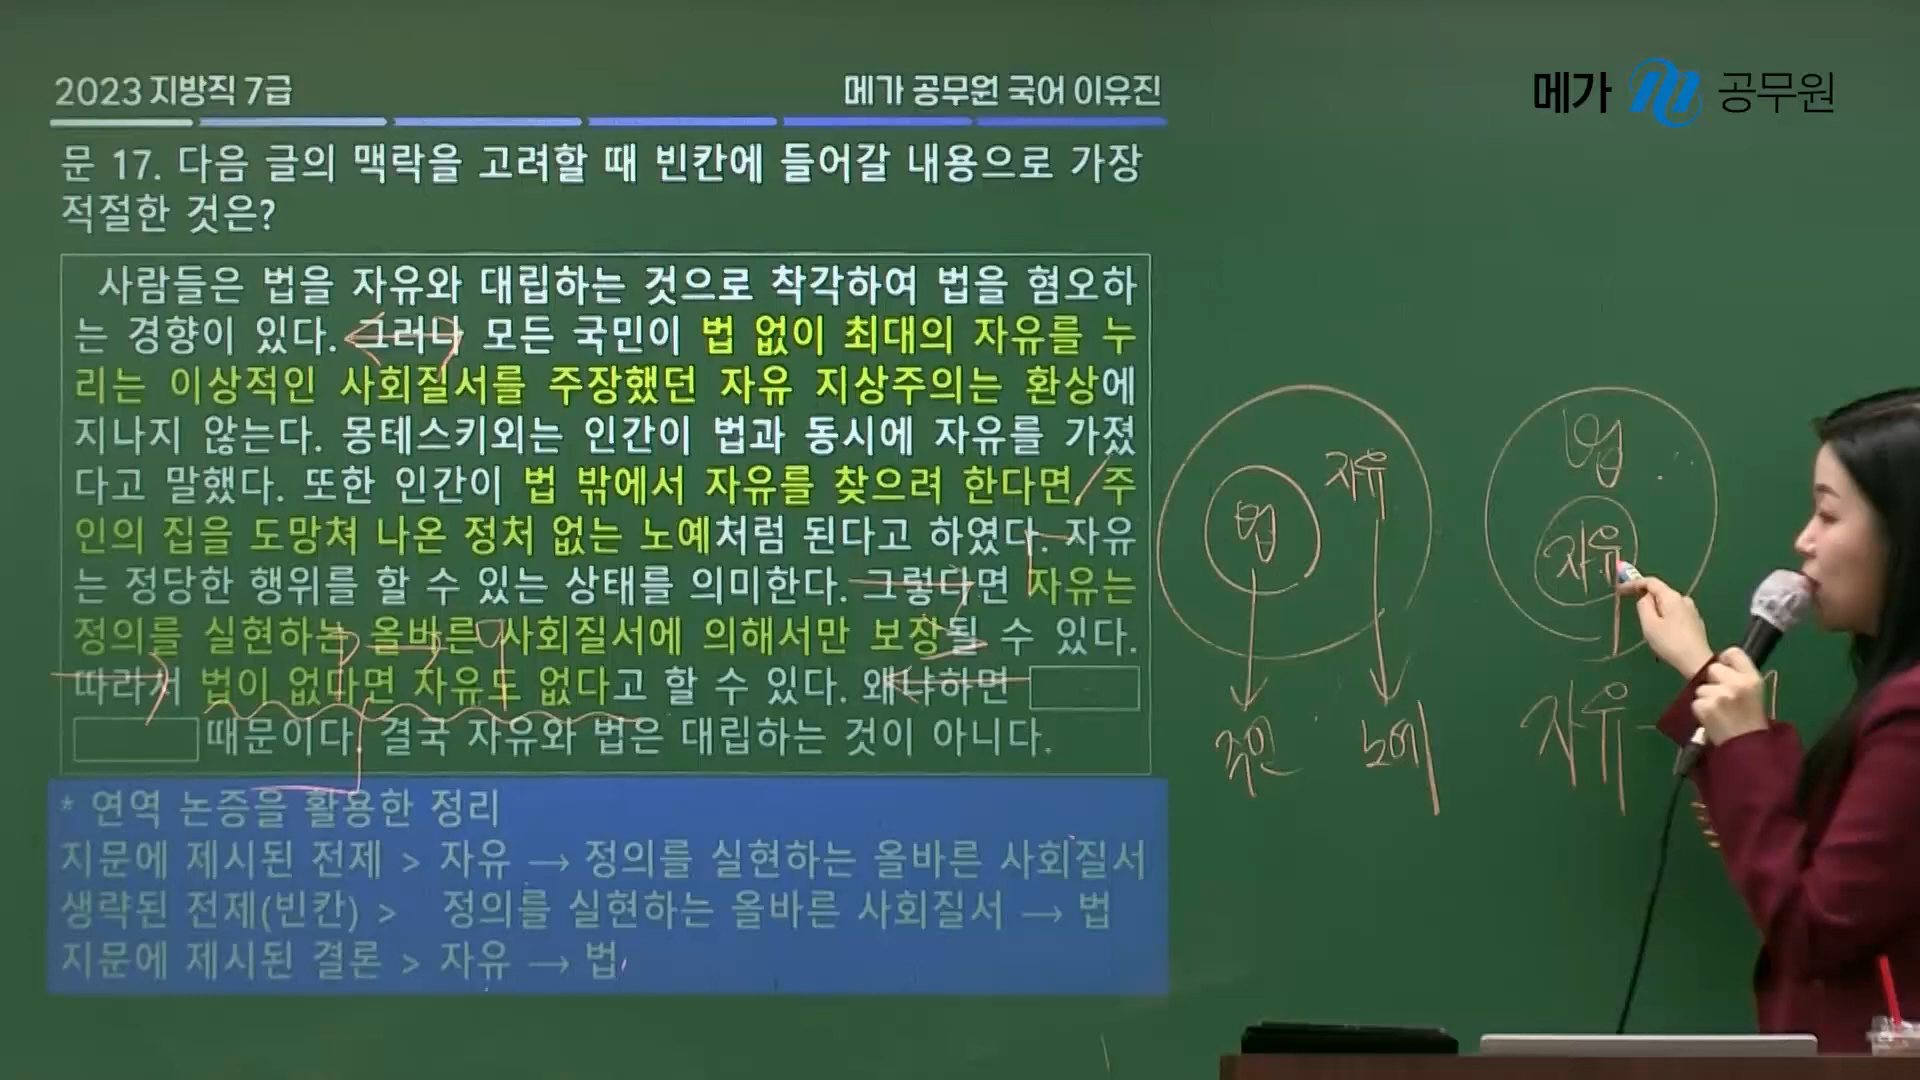 2023 지방직 7급
메가 공무원 국어 이유진
메가 공무원
문 17. 다음 글의 맥락을 고려할 때 빈칸에 들어갈 내용으로 가장
적절한 것은?
사람들은 법을 자유와 대립하는 것으로 착각하여 법을 혐오하
는 경향이 있다. 그러나 모든 국민이 법 없이 최대의 자유를 누
리는 이상적인 사회질서를 주장했던 자유 지상주의는 환상에
지나지 않는다. 몽테스키외는 인간이 법과 동시에 자유를 가졌
다고 말했다. 또한 인간이 법 밖에서 자유를 찾으려 한다면, 주
인의 집을 도망쳐 나온 정처 없는 노예처럼 된다고 하였다. 자유
는 정당한 행위를 할 수 있는 상태를 의미한다. 그렇다면 자유는
정의를 실현하는 올바른 사회질서에 의해서만 보장될 수 있다.
따라서 법이 없다면 자유도 없다고 할 수 있다. 왜냐하면
때문이다. 결국 자유와 법은 대립하는 것이 아니다.
* 연역 논증을 활용한 정리
지문에 제시된 전제 > 자유 → 정의를 실현하는 올바른 사회질서
생략된 전제(빈칸) > 정의를 실현하는 올바른 사회질서 → 법
지문에 제시된 결론 > 자유 → 법
법 자유
주인 노예
법
자유
자유